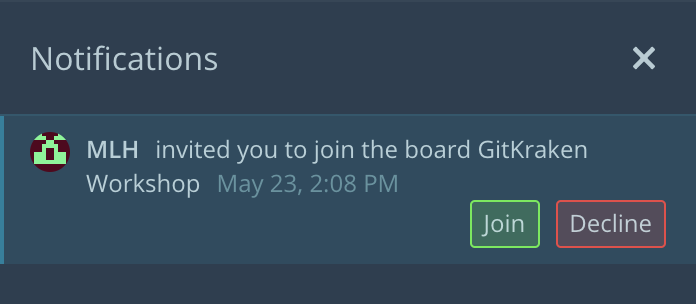 Notifications
MLH invited you to join the board GitKraken
Workshop May 23, 2:08 PM
Join Decline